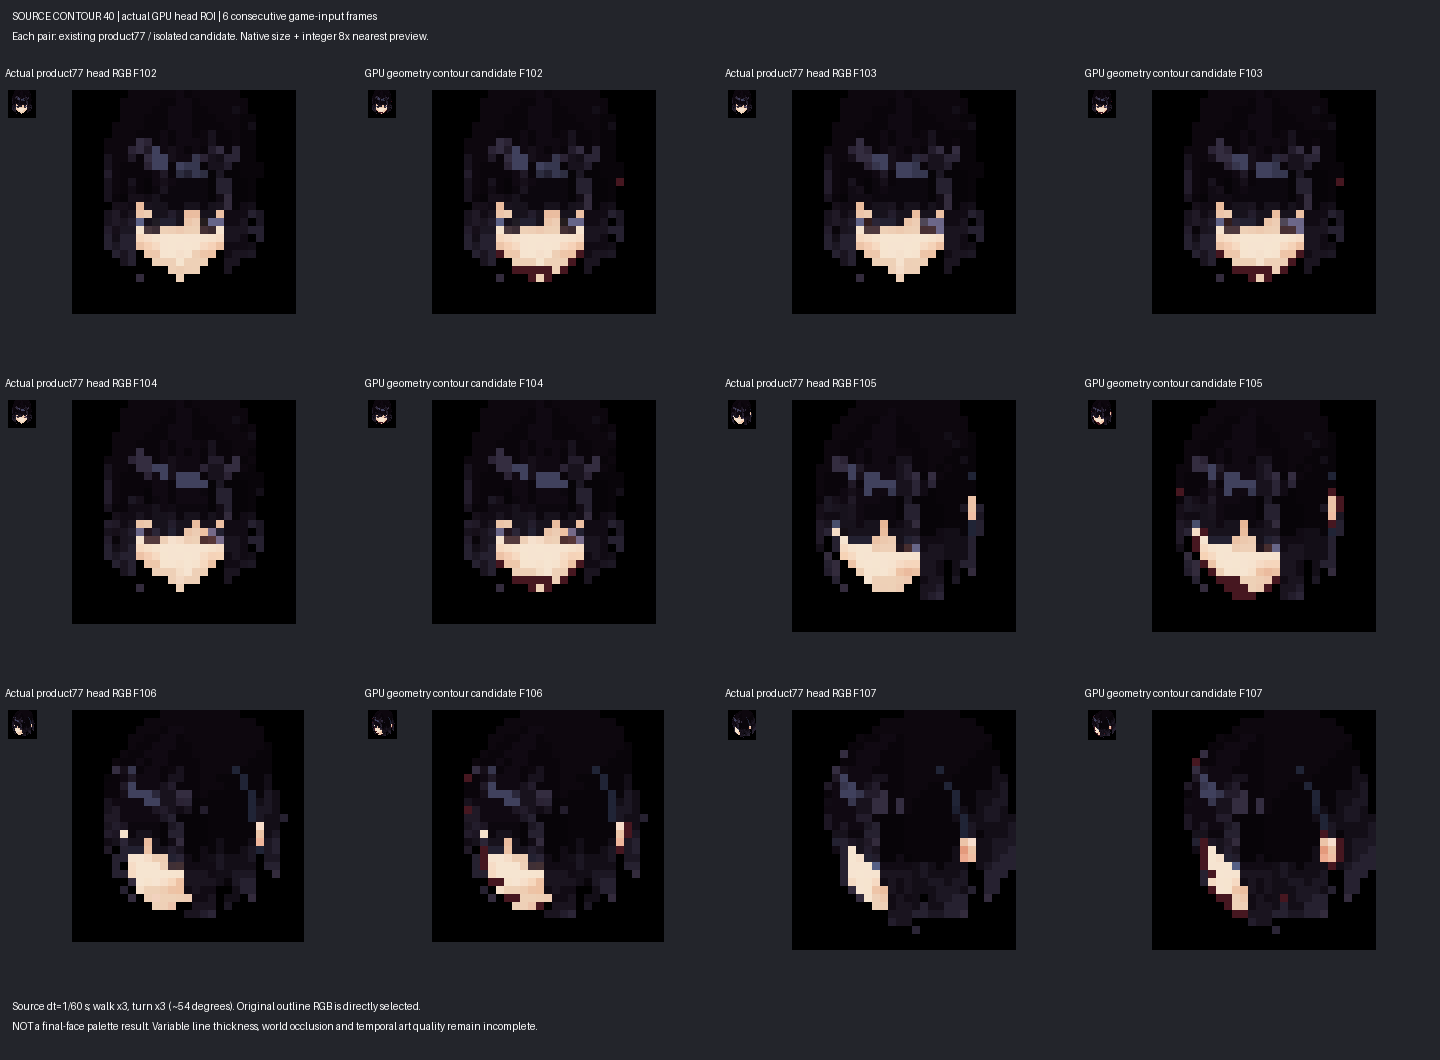 SOURCE CONTOUR 40 | actual GPU head ROI | 6 consecutive game-input frames
Each pair: existing product77 / isolated candidate. Native size + integer 8x nearest preview.
Actual product77 head RGB F102
GPU geometry contour candidate F102
Actual product77 head RGB F103
GPU geometry contour candidate F103
Actual product77 head RGB F104
GPU geometry contour candidate F104
Actual product77 head RGB F105
GPU geometry contour candidate F105
Actual product77 head RGB F106
GPU geometry contour candidate F106
Actual product77 head RGB F107
GPU geometry contour candidate F107
Source dt=1/60 s; walk x3, turn x3 (~54 degrees). Original outline RGB is directly selected.
NOT a final-face palette result. Variable line thickness, world occlusion and temporal art quality remain incomplete.